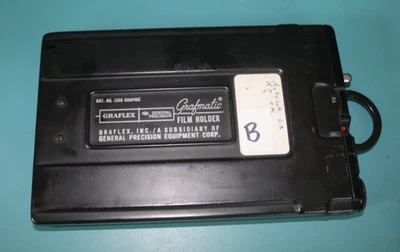 CAT. NO. 1268 GRAPHIC
GRAFLEX GENERAL PRECISION Grafmatic
FILM HOLDER
GRAFLEX, INC./A SUBSIDIARY OF
GENERAL PRECISION EQUIPMENT CORP.
B